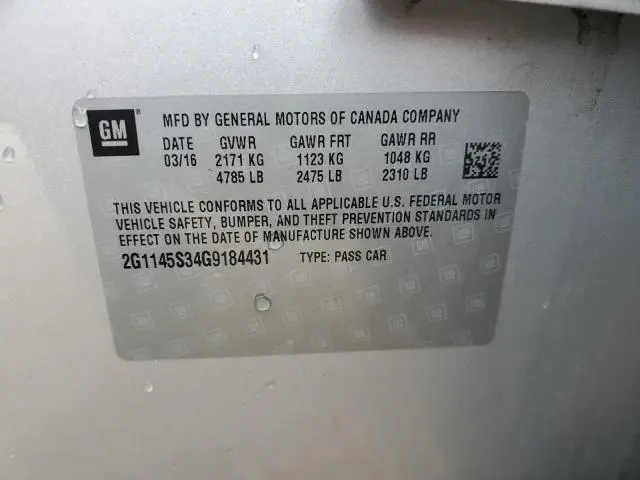 GM ® MFD BY GENERAL MOTORS OF CANADA COMPANY
DATE GVWR GAWR FRT GAWR RR
03/16 2171 KG 1123 KG 1048 KG
4785 LB 2475 LB 2310 LB
THIS VEHICLE CONFORMS TO ALL APPLICABLE U.S. FEDERAL MOTOR
VEHICLE SAFETY, BUMPER, AND THEFT PREVENTION STANDARDS IN
EFFECT ON THE DATE OF MANUFACTURE SHOWN ABOVE.
2G1145S34G9184431 TYPE: PASS CAR